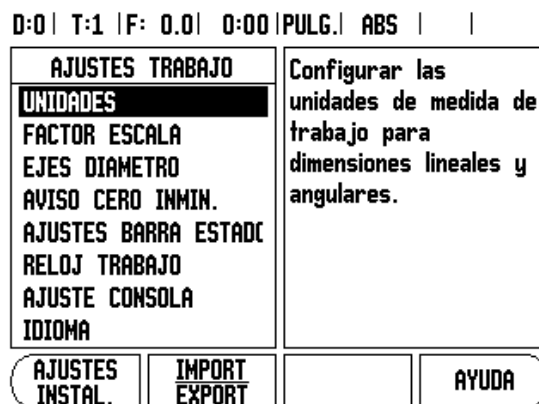 D:0 | T:1 | F: 0.0 | 0:00 | PULG. | ABS | |
AJUSTES TRABAJO
UNIDADES
FACTOR ESCALA
EJES DIAMETRO
AVISO CERO INMIN.
AJUSTES BARRA ESTADO
RELOJ TRABAJO
AJUSTE CONSOLA
IDIOMA
Configurar las
unidades de medida de
trabajo para
dimensiones lineales y
angulares.
AJUSTES
INSTAL.
IMPORT
EXPORT
AYUDA